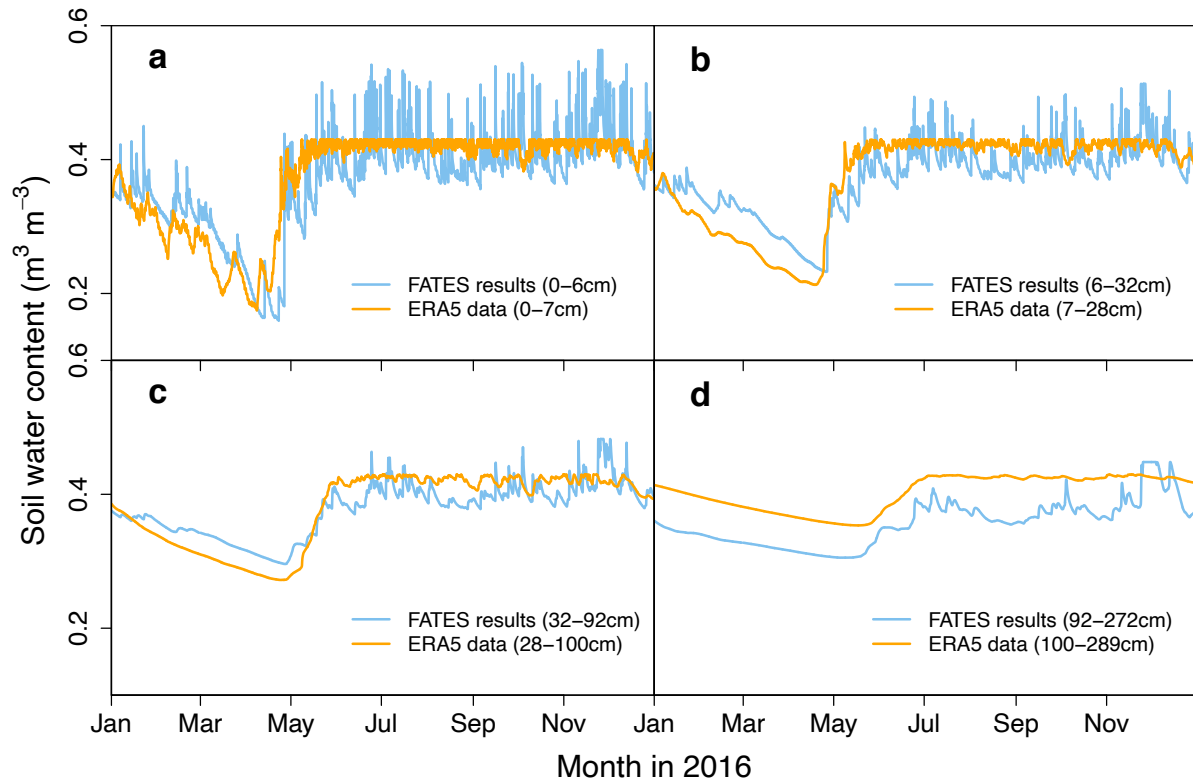 Soil water content (m³ m⁻³)
0.6
0.4
0.2
a
FATES results (0−6cm)
ERA5 data (0−7cm)
b
FATES results (6−32cm)
ERA5 data (7−28cm)
0.6
0.4
0.2
c
FATES results (32−92cm)
ERA5 data (28−100cm)
d
FATES results (92−272cm)
ERA5 data (100−289cm)
Jan Mar May Jul Sep Nov Jan Mar May Jul Sep Nov
Month in 2016